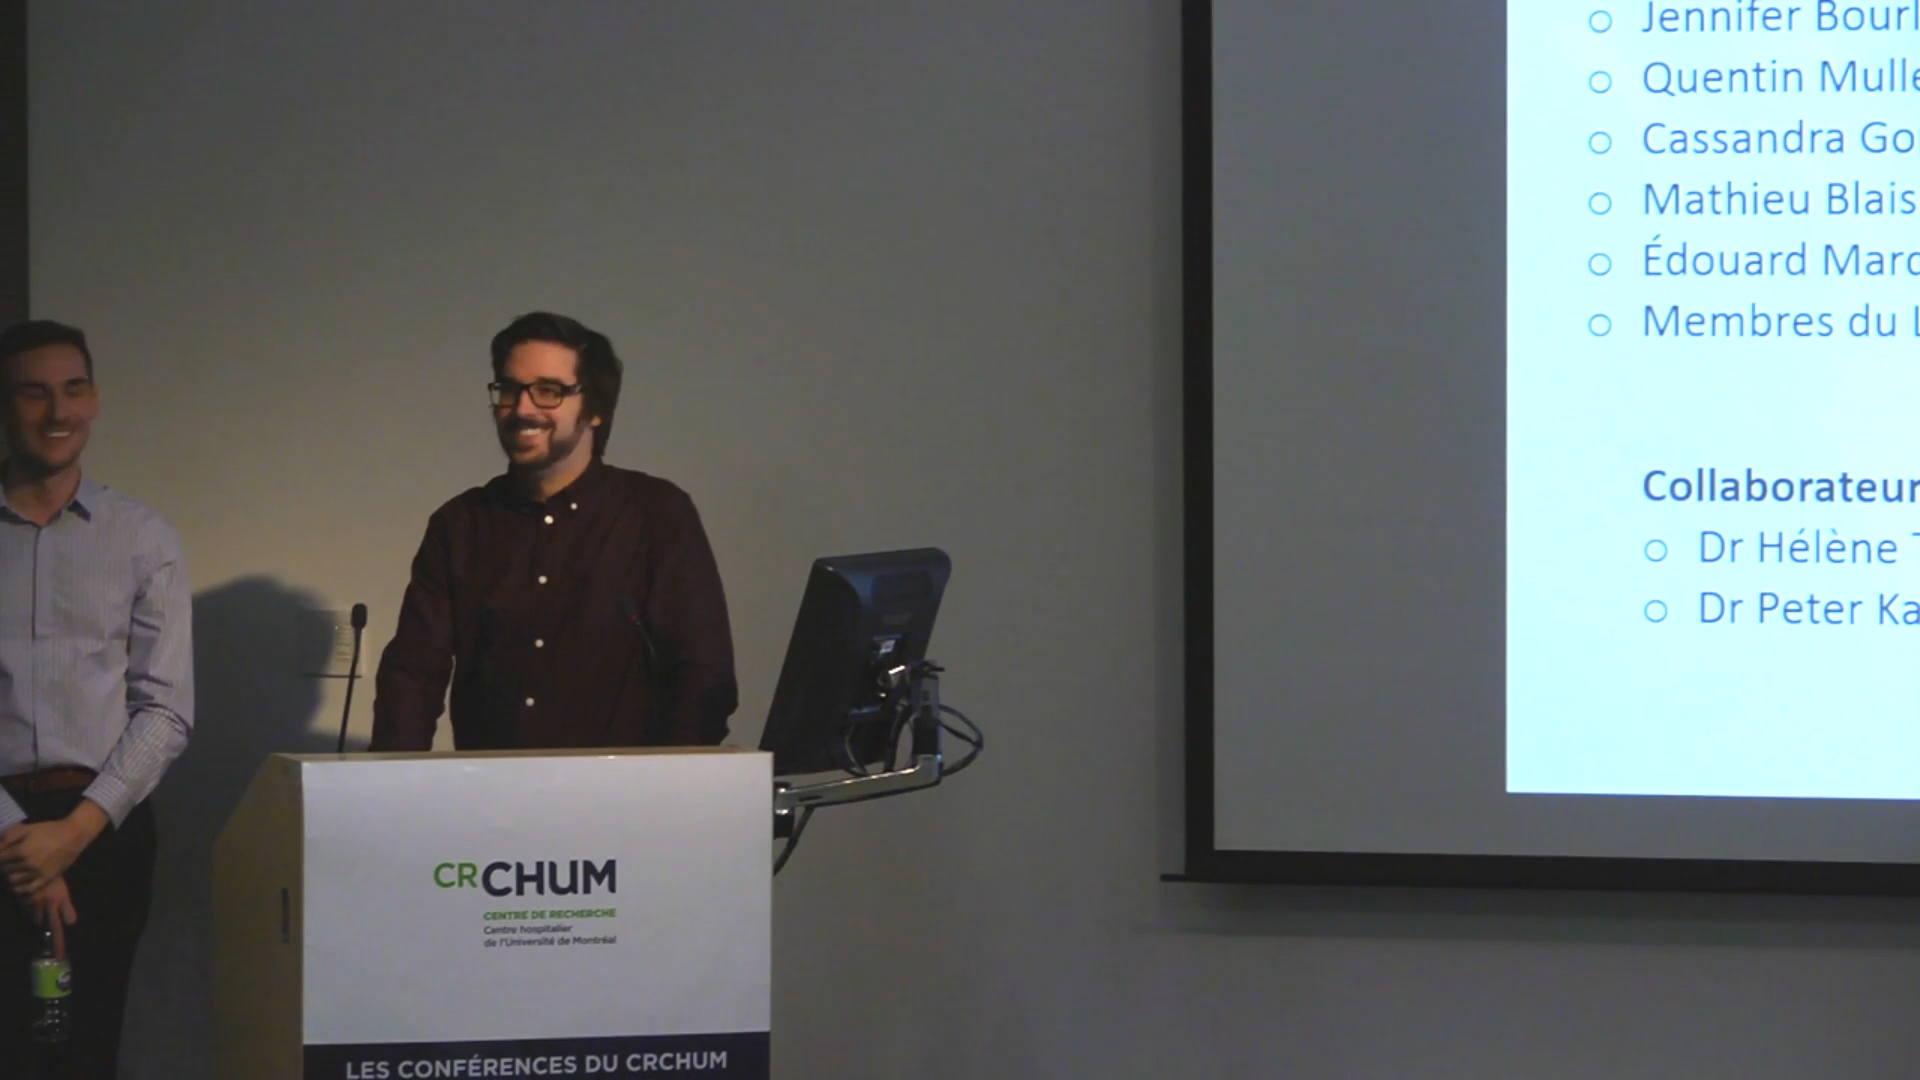 Jennifer Bourl
Quentin Mulle
Cassandra Go
Mathieu Blais
Édouard Marc
Membres du L
Collaborateur
Dr Hélène T
Dr Peter Ka
CRCHUM
CENTRE DE RECHERCHE
Centre hospitalier
de l'Université de Montréal
LES CONFÉRENCES DU CRCHUM